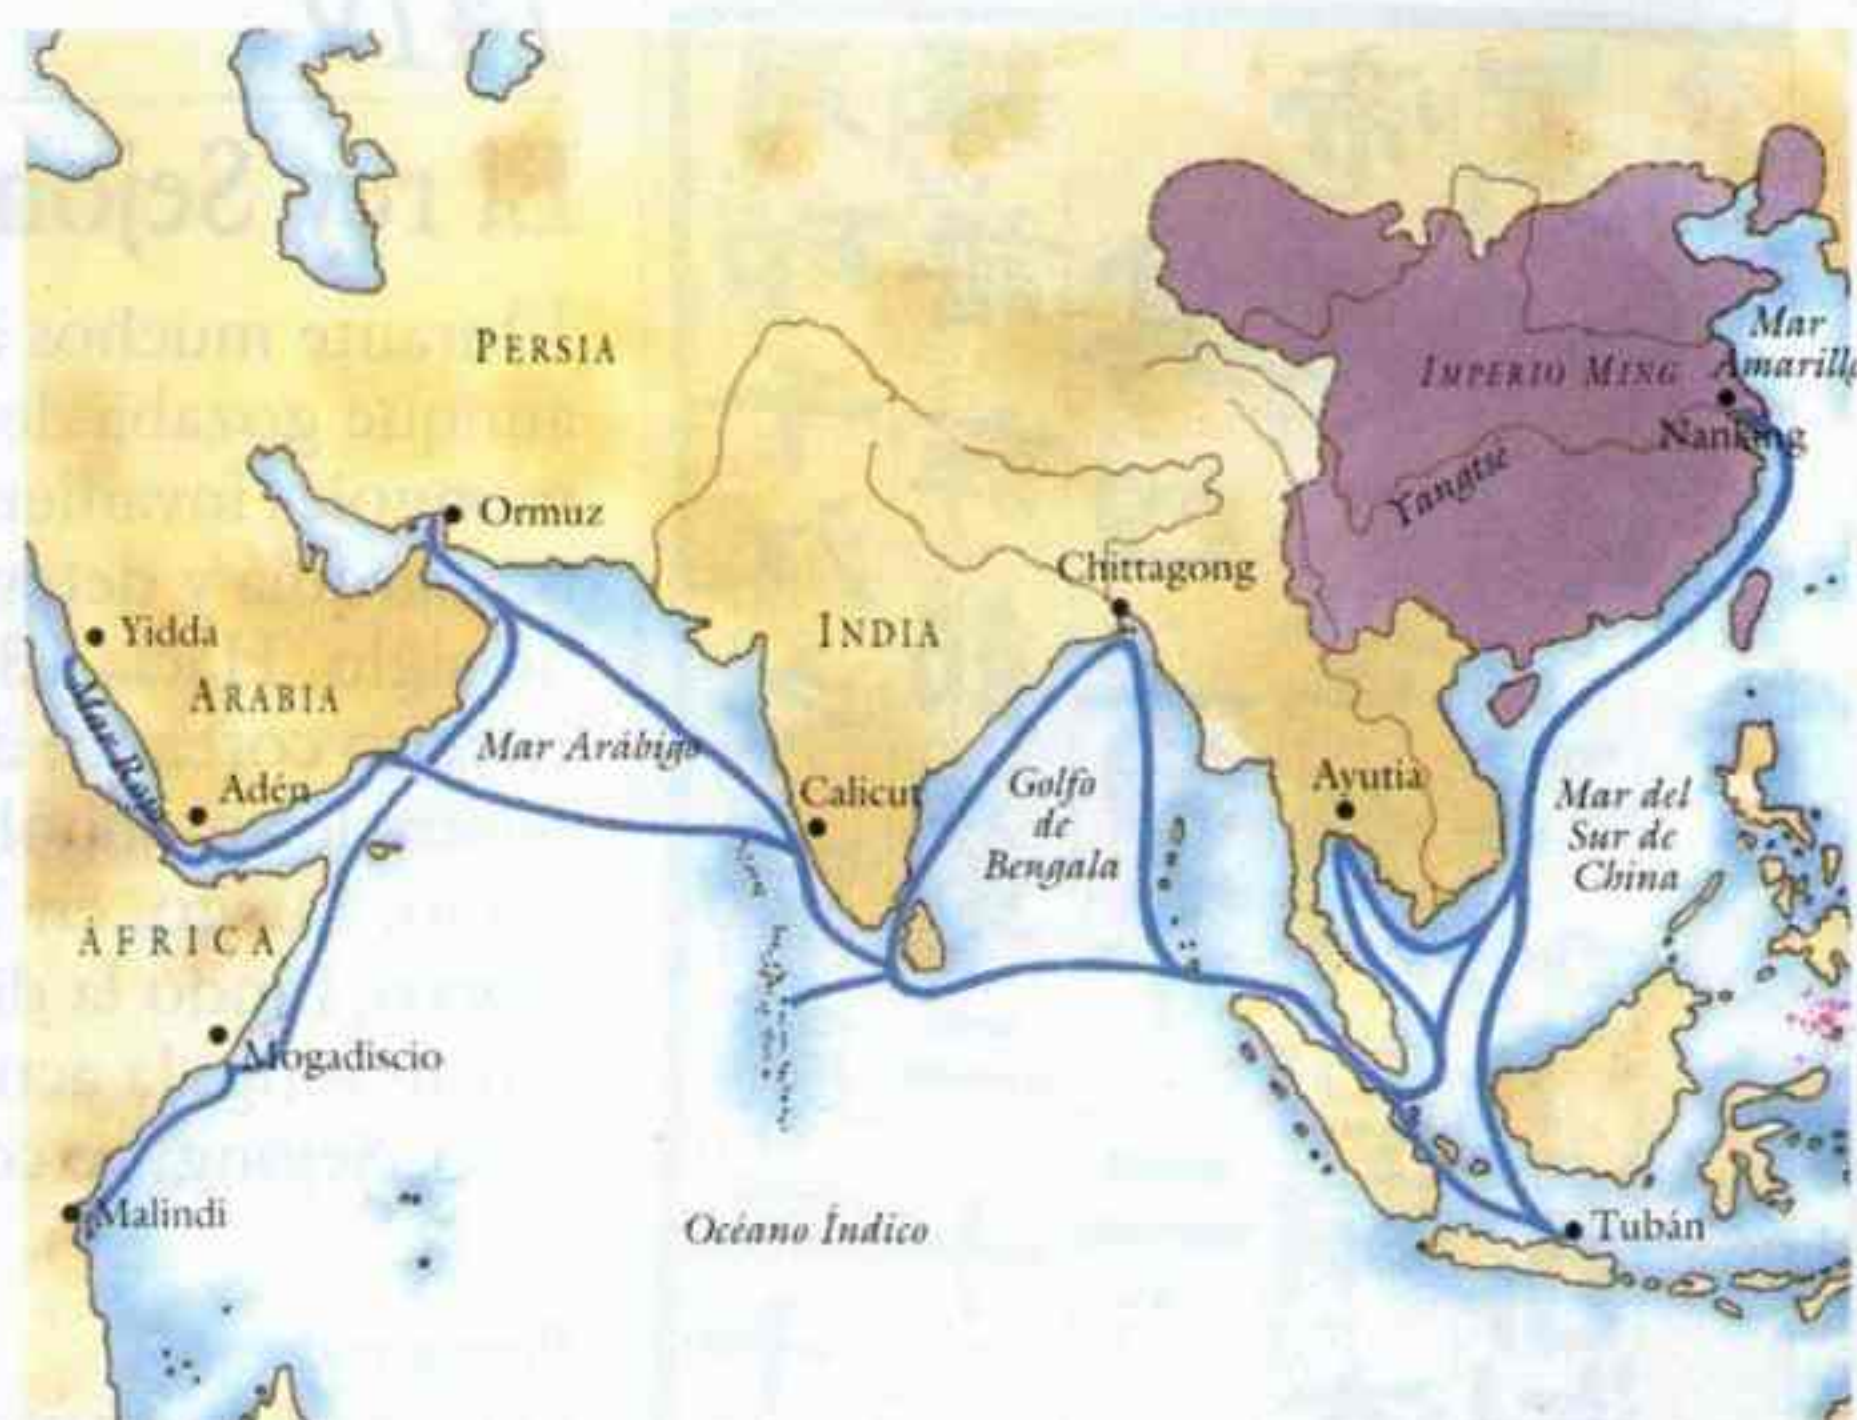 PERSIA
IMPERIO MING
Mar
Amarillo
Nanking
Yangtsé
Ormuz
Chittagong
Yidda
INDIA
ARABIA
Mar Rojo
Mar Arábigo
Adén
Calicut
Golfo
de
Bengala
Ayutia
Mar del
Sur de
China
ÁFRICA
Mogadiscio
Malindi
Océano Índico
Tubán